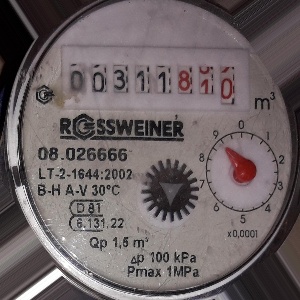 0031181
m³
ROSSWEINER
08.026666
LT-2-1644:2002
B-H A-V 30°C
D 81
6.131.22
Qp 1,5 m³
Δp 100 kPa
Pmax 1MPa
0
9
1
8
2
7
3
6
4
5
x0,0001